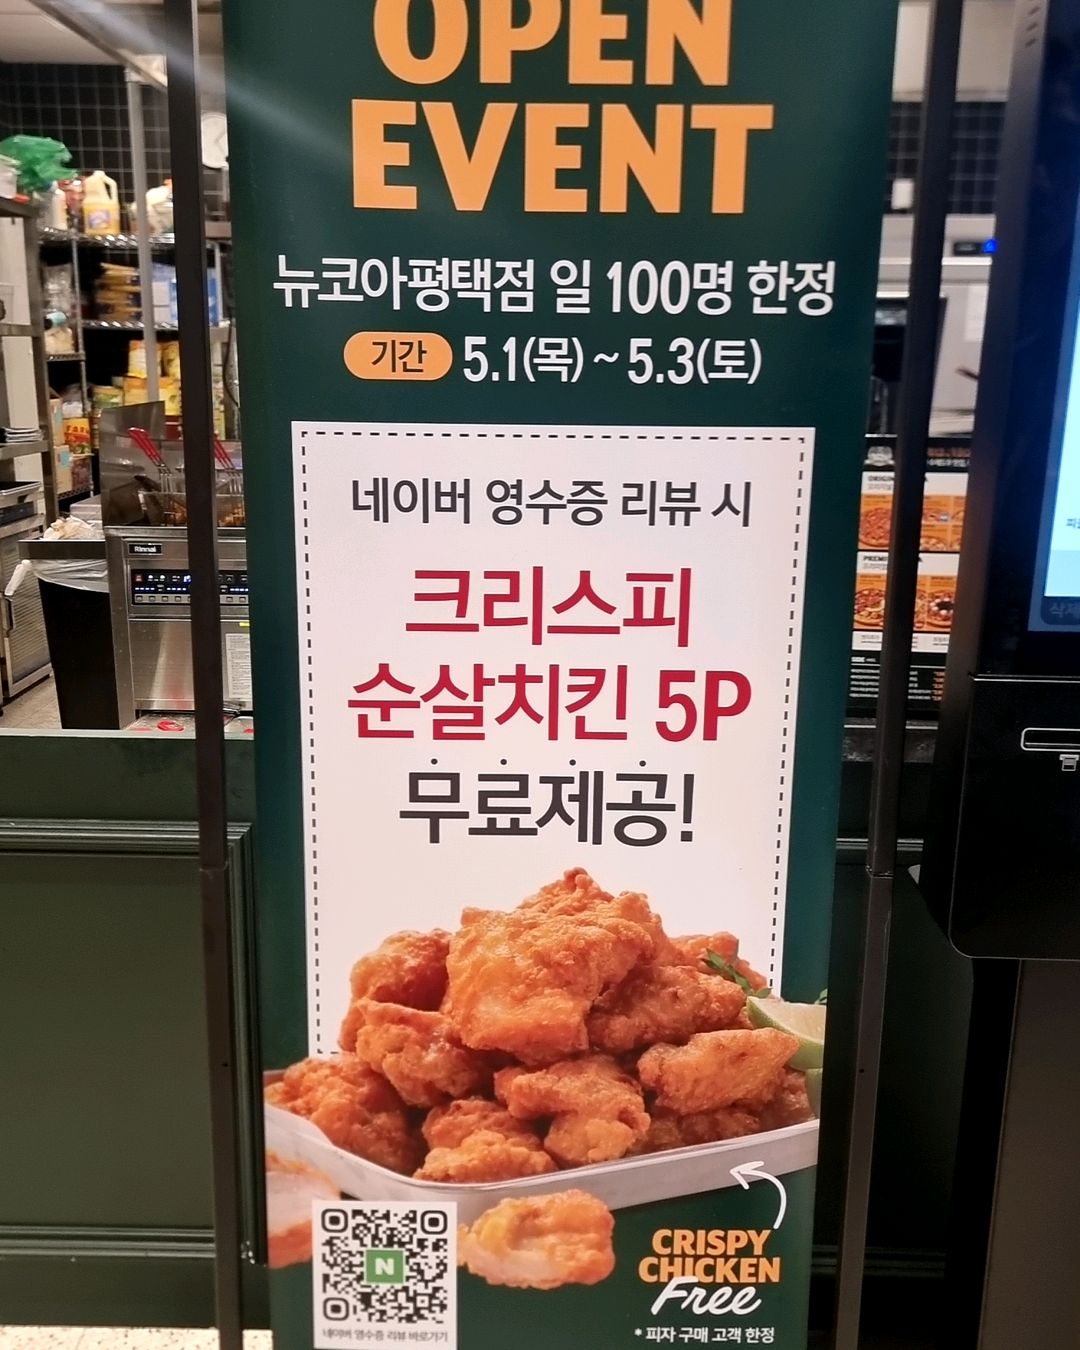 OPEN
EVENT
뉴코아평택점 일 100명 한정
기간 5.1(목) ~ 5.3(토)
네이버 영수증 리뷰 시
크리스피
순살치킨 5P
무료제공!
N
네이버 영수증 리뷰 바로가기
CRISPY
CHICKEN
Free
* 피자 구매 고객 한정
Rinnai